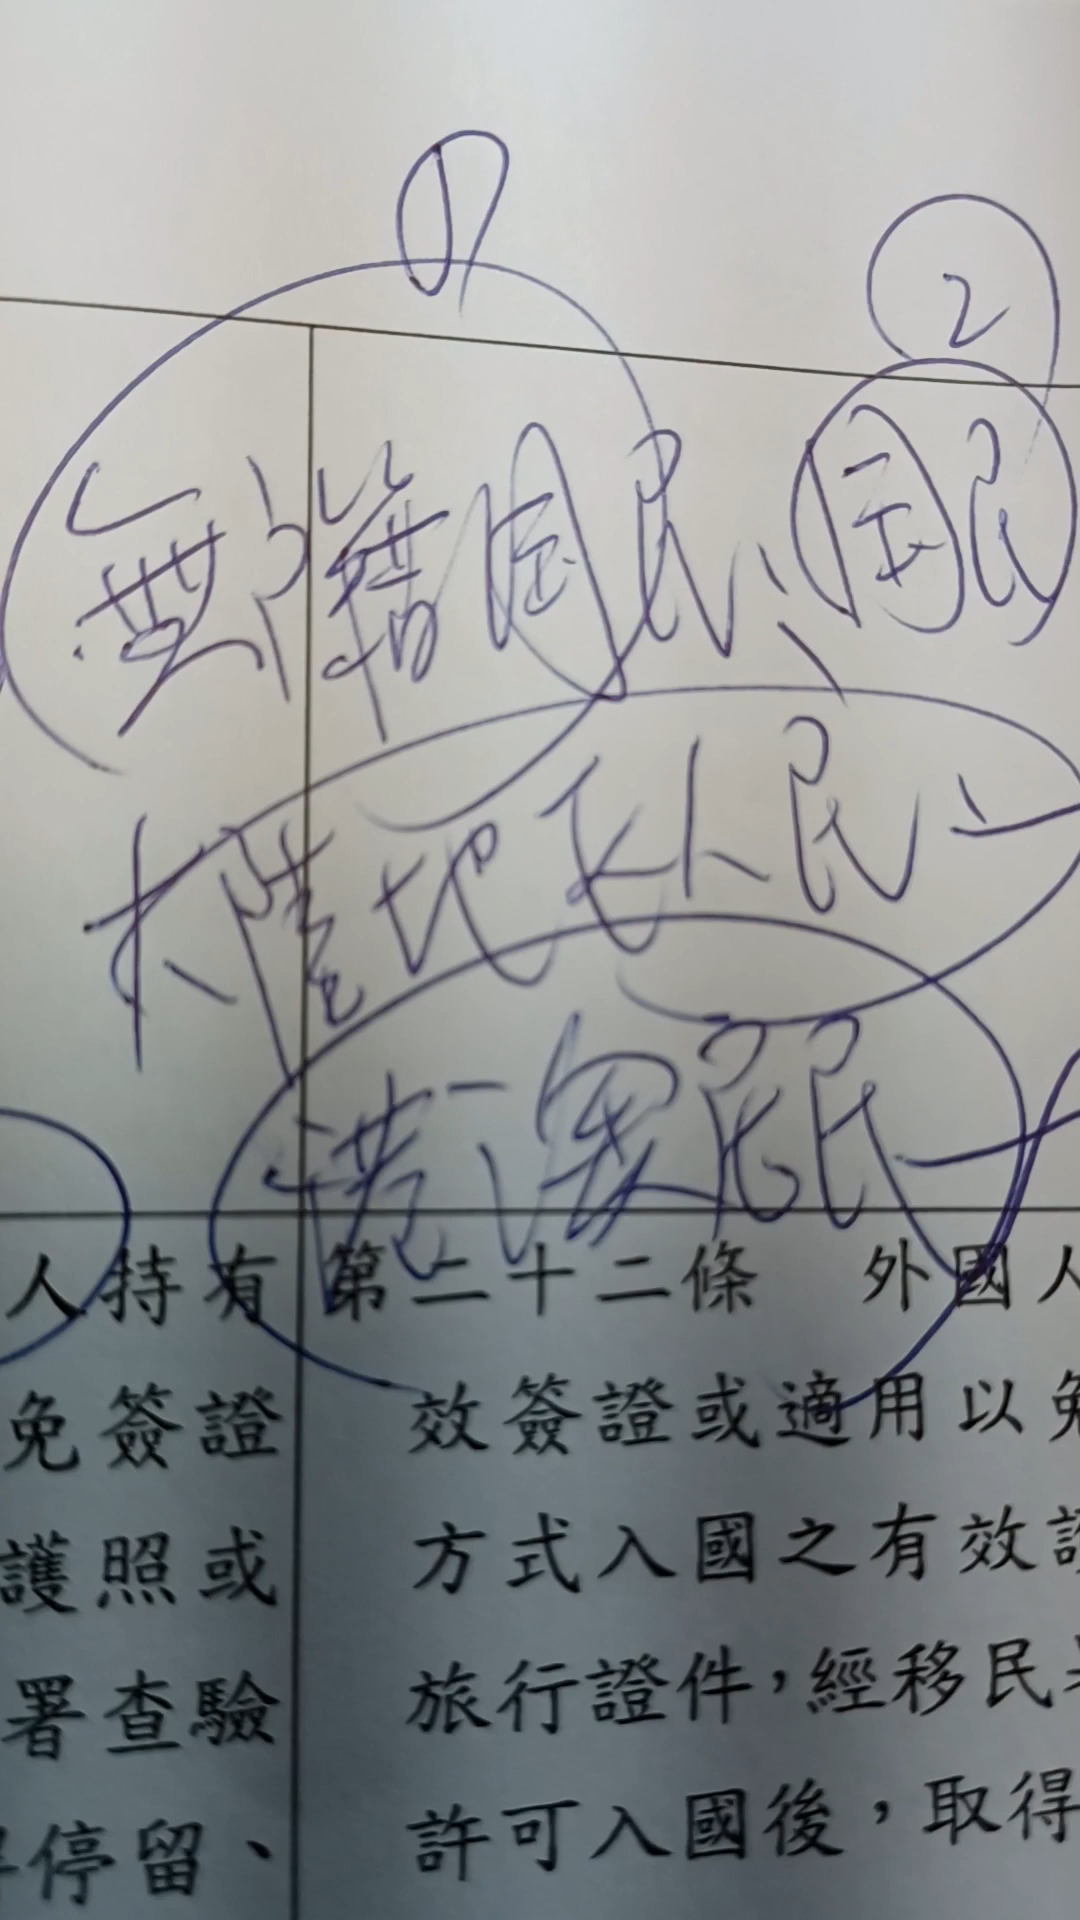 ① ②
無戶籍國民、國民
大陸地區人民、
港、澳居民
人持有
免簽證
護照或
署查驗
停留、
第二十二條 外國人
效簽證或適用以免
方式入國之有效
旅行證件，經移民
許可入國後，取得